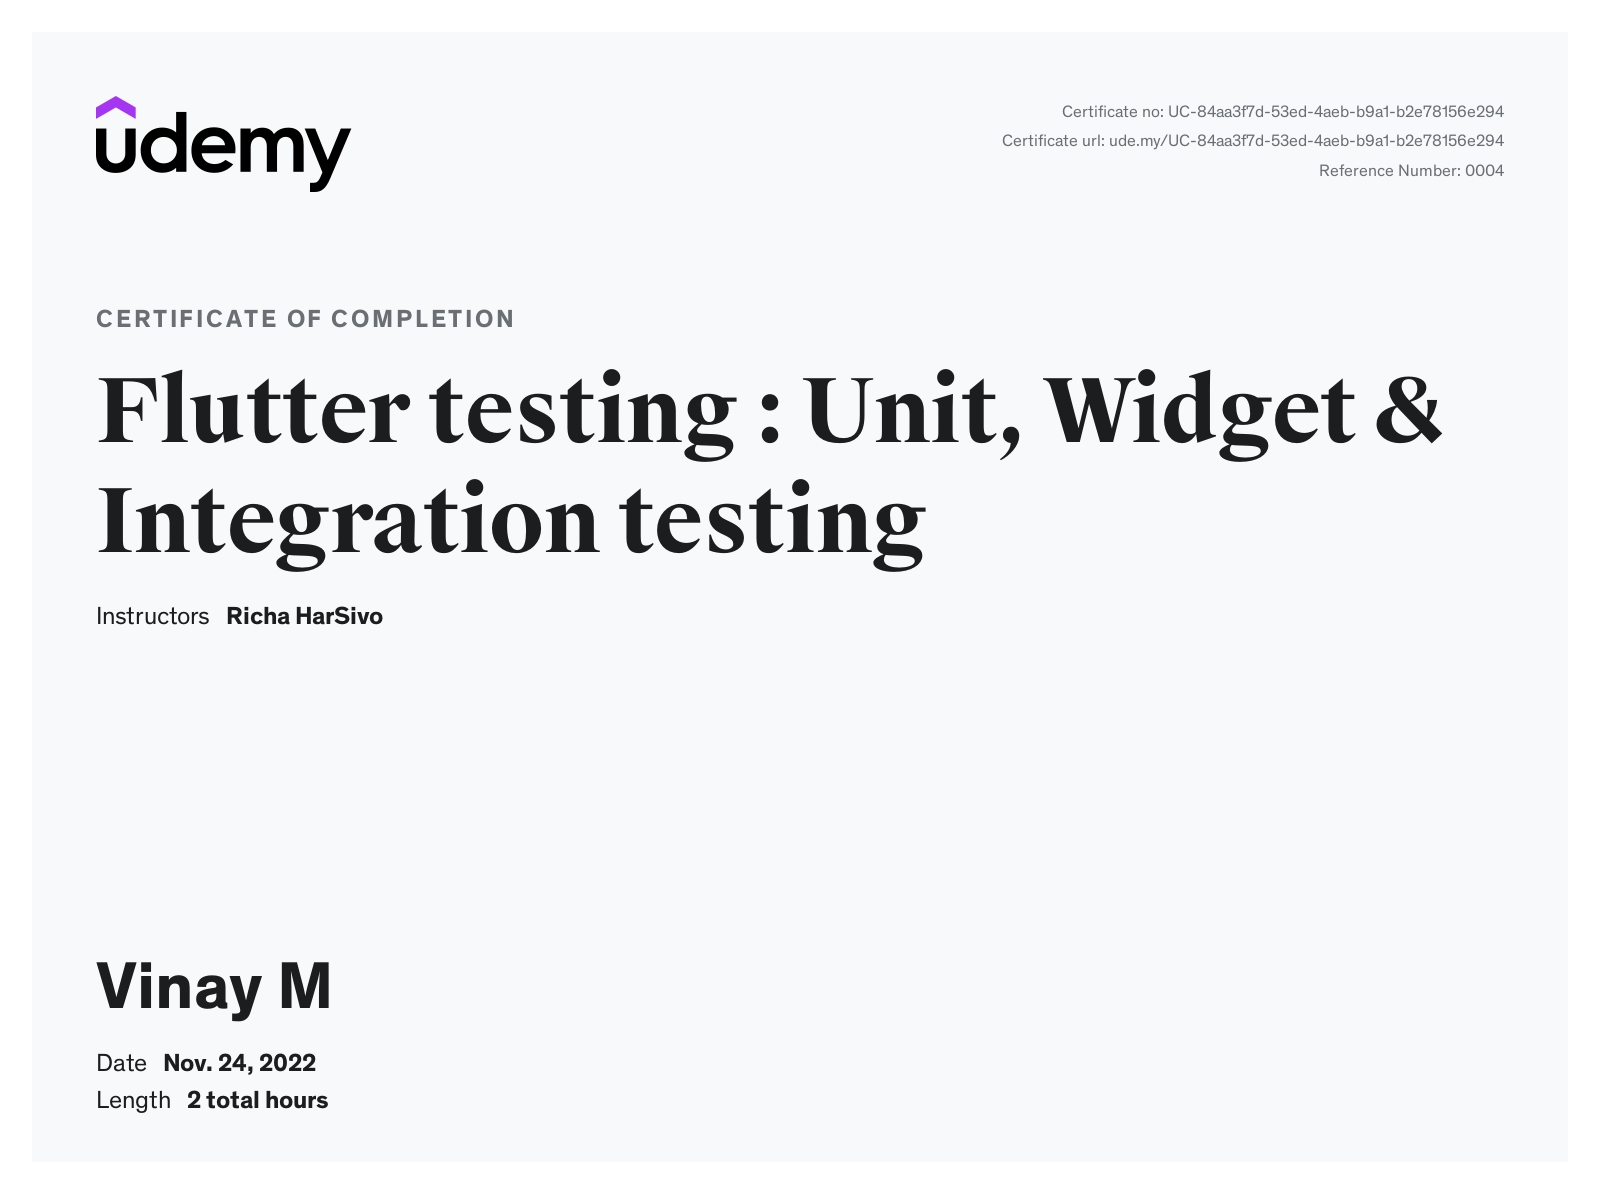 udemy
Certificate no: UC-84aa3f7d-53ed-4aeb-b9a1-b2e78156e294
Certificate url: ude.my/UC-84aa3f7d-53ed-4aeb-b9a1-b2e78156e294
Reference Number: 0004
CERTIFICATE OF COMPLETION
Flutter testing : Unit, Widget &
Integration testing
Instructors Richa HarSivo
Vinay M
Date Nov. 24, 2022
Length 2 total hours